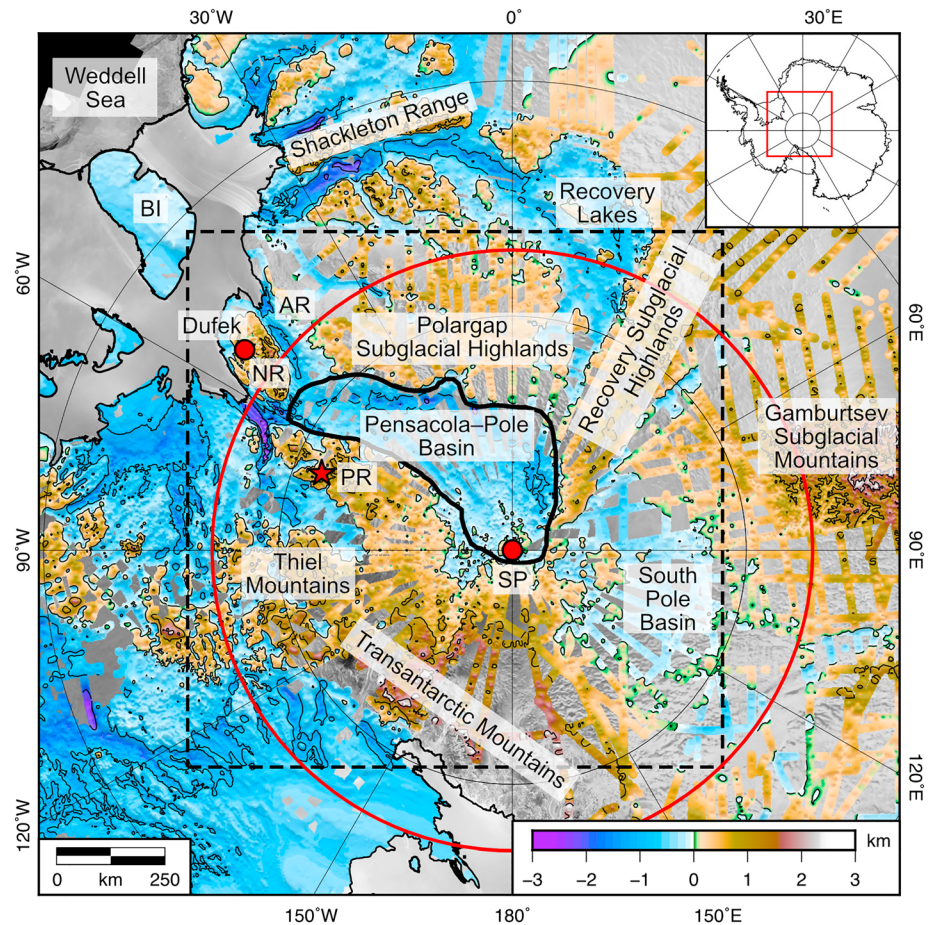 30˚W
0˚
30˚E
Weddell
Sea
Shackleton Range
BI
Recovery
Lakes
60˚W
60˚E
AR
Dufek
Polargap
Subglacial Highlands
Recovery Subglacial
Highlands
NR
Pensacola–Pole
Basin
Gamburtsev
Subglacial
Mountains
PR
90˚W
90˚E
SP
Thiel
Mountains
South
Pole
Basin
Transantarctic Mountains
120˚W
120˚E
0 km 250
km
−3 −2 −1 0 1 2 3
150˚W
180˚
150˚E